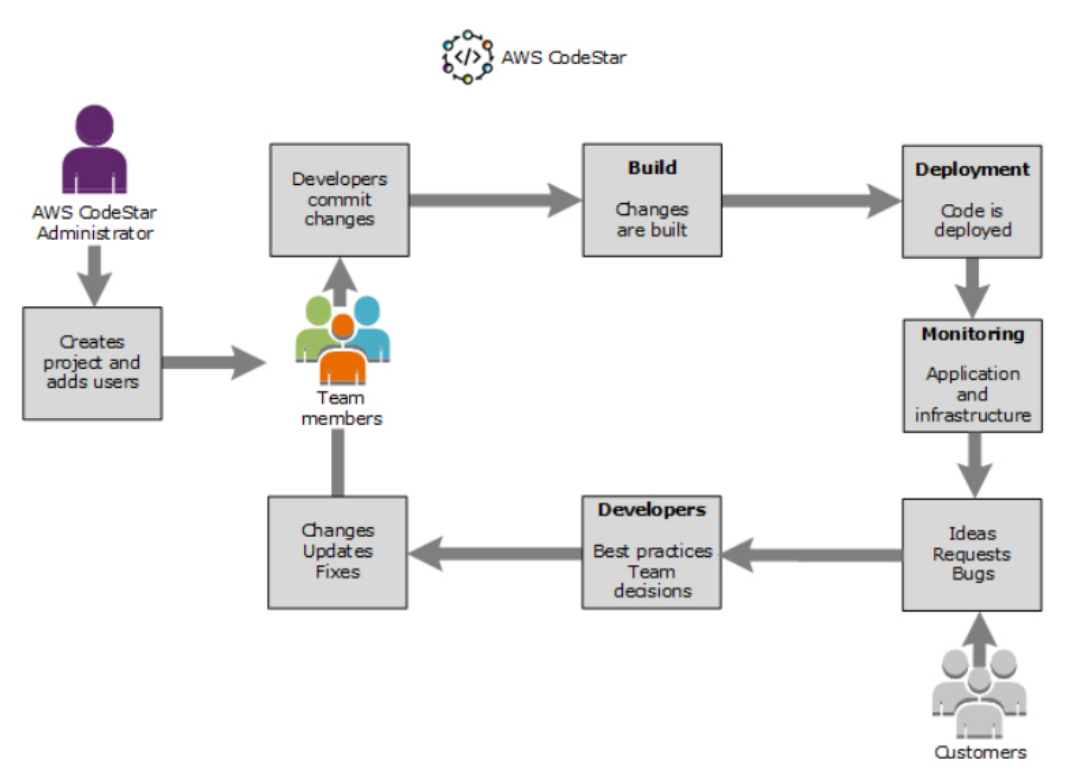 AWS CodeStar
AWS CodeStar
Administrator
Creates
project and
adds users
Team
members
Developers
commit
changes
Build
Changes
are built
Deployment
Code is
deployed
Monitoring
Application
and
infrastructure
Ideas
Requests
Bugs
Customers
Developers
Best practices
Team
decisions
Changes
Updates
Fixes